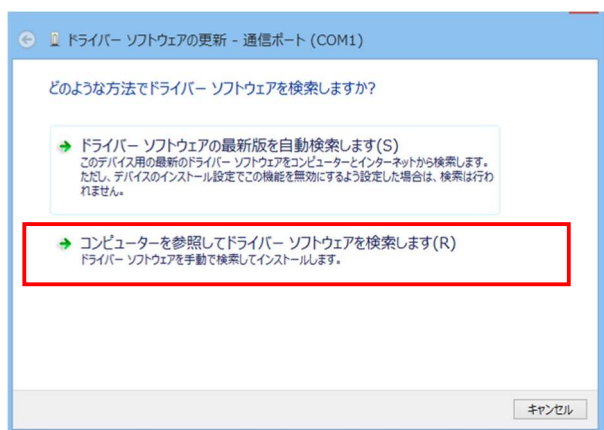 ドライバー ソフトウェアの更新 - 通信ポート (COM1)
どのような方法でドライバー ソフトウェアを検索しますか?
ドライバー ソフトウェアの最新版を自動検索します(S)
このデバイス用の最新のドライバー ソフトウェアをコンピューターとインターネットから検索します。
ただし、デバイスのインストール設定でこの機能を無効にするよう設定した場合は、検索は行わ
れません。
コンピューターを参照してドライバー ソフトウェアを検索します(R)
ドライバー ソフトウェアを手動で検索してインストールします。
キャンセル